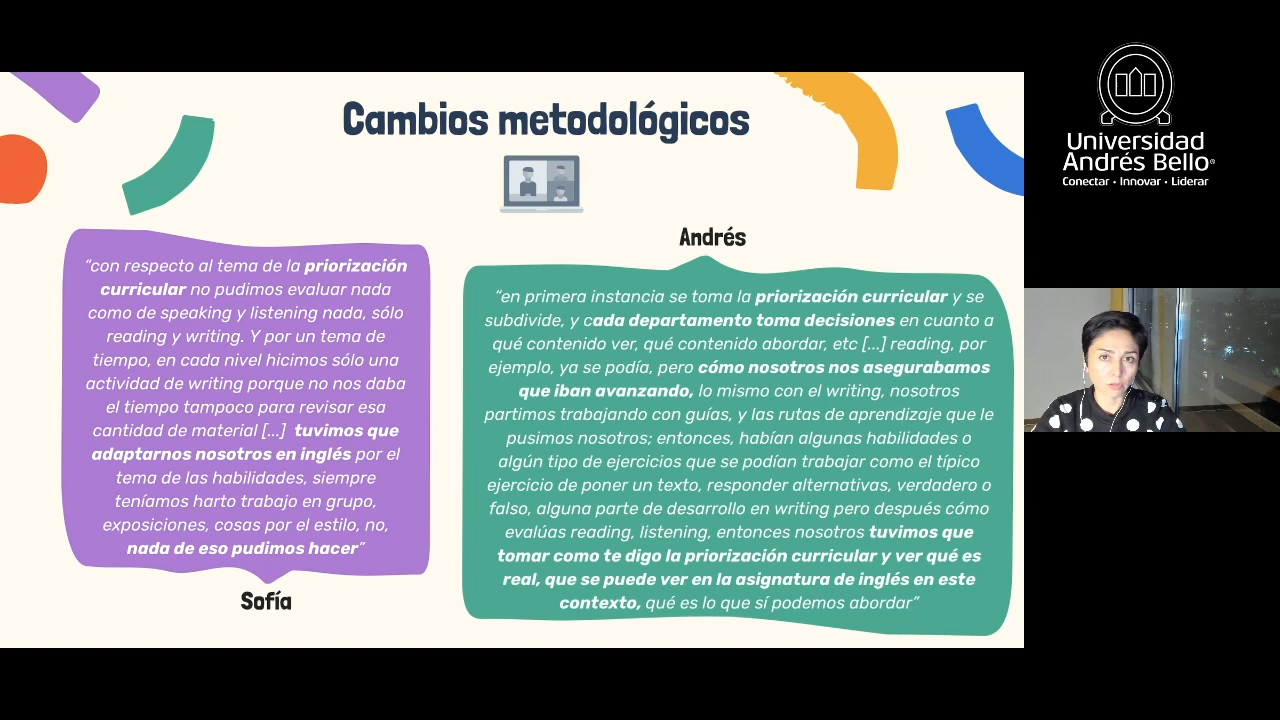 Cambios metodológicos
“con respecto al tema de la priorización
curricular no pudimos evaluar nada
como de speaking y listening nada, sólo
reading y writing. Y por un tema de
tiempo, en cada nivel hicimos sólo una
actividad de writing porque no nos daba
el tiempo tampoco para revisar esa
cantidad de material [...] tuvimos que
adaptarnos nosotros en inglés por el
tema de las habilidades, siempre
teníamos harto trabajo en grupo,
exposiciones, cosas por el estilo, no,
nada de eso pudimos hacer”
Sofía
Andrés
“en primera instancia se toma la priorización curricular y se
subdivide, y cada departamento toma decisiones en cuanto a
qué contenido ver, qué contenido abordar, etc [...] reading, por
ejemplo, ya se podía, pero cómo nosotros nos asegurabamos
que iban avanzando, lo mismo con el writing, nosotros
partimos trabajando con guías, y las rutas de aprendizaje que le
pusimos nosotros; entonces, habían algunas habilidades o
algún tipo de ejercicios que se podían trabajar como el típico
ejercicio de poner un texto, responder alternativas, verdadero o
falso, alguna parte de desarrollo en writing pero después cómo
evalúas reading, listening, entonces nosotros tuvimos que
tomar como te digo la priorización curricular y ver qué es
real, que se puede ver en la asignatura de inglés en este
contexto, qué es lo que sí podemos abordar”
Universidad
Andrés Bello®
Conectar • Innovar • Liderar